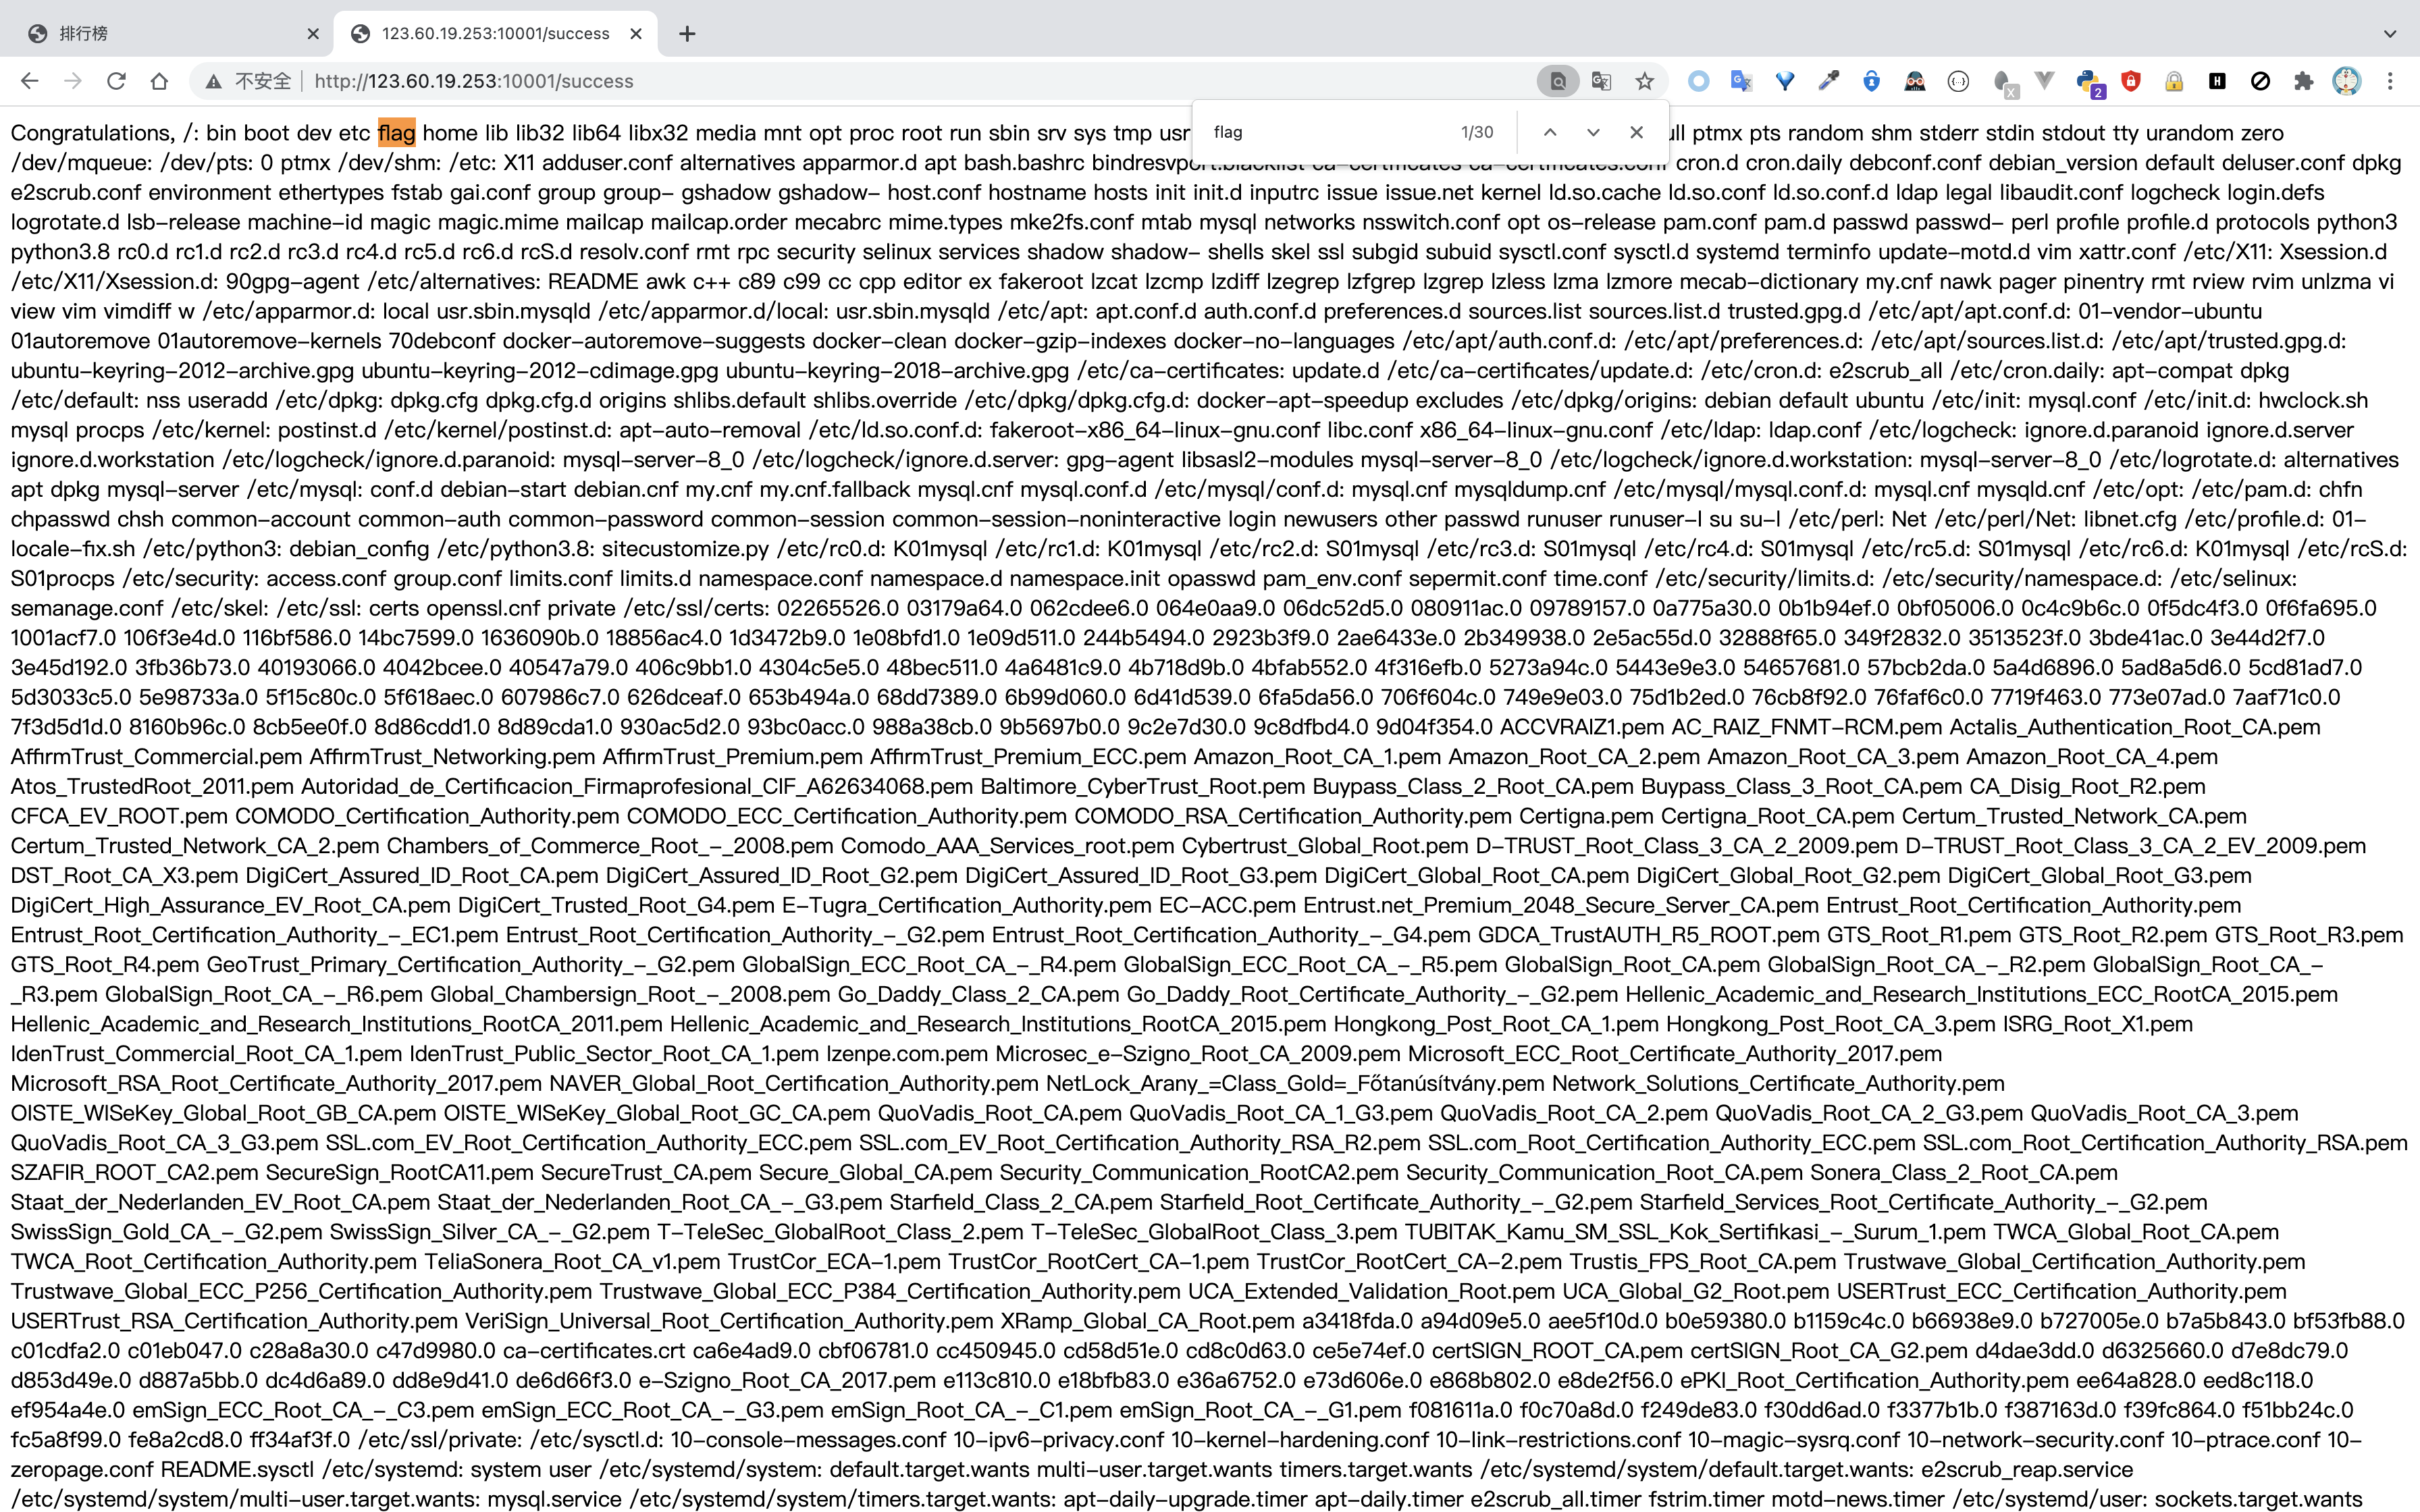 排行榜
123.60.19.253:10001/success
不安全
http://123.60.19.253:10001/success
flag
1/30
Congratulations, /: bin boot dev etc flag home lib lib32 lib64 libx32 media mnt opt proc root run sbin srv sys tmp usr ptmx pts random shm stderr stdin stdout tty urandom zero
/dev/mqueue: /dev/pts: 0 ptmx /dev/shm: /etc: X11 adduser.conf alternatives apparmor.d apt bash.bashrc bindresvport.blacklist ca-certificates ca-certificates.conf cron.d cron.daily debconf.conf debian_version default deluser.conf dpkg
e2scrub.conf environment ethertypes fstab gai.conf group group- gshadow gshadow- host.conf hostname hosts init init.d inputrc issue issue.net kernel ld.so.cache ld.so.conf ld.so.conf.d ldap legal libaudit.conf logcheck login.defs
logrotate.d lsb-release machine-id magic magic.mime mailcap mailcap.order mecabrc mime.types mke2fs.conf mtab mysql networks nsswitch.conf opt os-release pam.conf pam.d passwd passwd- perl profile profile.d protocols python3
python3.8 rc0.d rc1.d rc2.d rc3.d rc4.d rc5.d rc6.d rcS.d resolv.conf rmt rpc security selinux services shadow shadow- shells skel ssl subgid subuid sysctl.conf sysctl.d systemd terminfo update-motd.d vim xattr.conf /etc/X11: Xsession.d
/etc/X11/Xsession.d: 90gpg-agent /etc/alternatives: README awk c++ c89 c99 cc cpp editor ex fakeroot lzcat lzcmp lzdiff lzegrep lzfgrep lzgrep lzless lzma lzmore mecab-dictionary my.cnf nawk pager pinentry rmt rview rvim unlzma vi
view vim vimdiff w /etc/apparmor.d: local usr.sbin.mysqld /etc/apparmor.d/local: usr.sbin.mysqld /etc/apt: apt.conf.d auth.conf.d preferences.d sources.list sources.list.d trusted.gpg.d /etc/apt/apt.conf.d: 01-vendor-ubuntu
01autoremove 01autoremove-kernels 70debconf docker-autoremove-suggests docker-clean docker-gzip-indexes docker-no-languages /etc/apt/auth.conf.d: /etc/apt/preferences.d: /etc/apt/sources.list.d: /etc/apt/trusted.gpg.d:
ubuntu-keyring-2012-archive.gpg ubuntu-keyring-2012-cdimage.gpg ubuntu-keyring-2018-archive.gpg /etc/ca-certificates: update.d /etc/ca-certificates/update.d: /etc/cron.d: e2scrub_all /etc/cron.daily: apt-compat dpkg
/etc/default: nss useradd /etc/dpkg: dpkg.cfg dpkg.cfg.d origins shlibs.default shlibs.override /etc/dpkg/dpkg.cfg.d: docker-apt-speedup excludes /etc/dpkg/origins: debian default ubuntu /etc/init: mysql.conf /etc/init.d: hwclock.sh
mysql procps /etc/kernel: postinst.d /etc/kernel/postinst.d: apt-auto-removal /etc/ld.so.conf.d: fakeroot-x86_64-linux-gnu.conf libc.conf x86_64-linux-gnu.conf /etc/ldap: ldap.conf /etc/logcheck: ignore.d.paranoid ignore.d.server
ignore.d.workstation /etc/logcheck/ignore.d.paranoid: mysql-server-8_0 /etc/logcheck/ignore.d.server: gpg-agent libsasl2-modules mysql-server-8_0 /etc/logcheck/ignore.d.workstation: mysql-server-8_0 /etc/logrotate.d: alternatives
apt dpkg mysql-server /etc/mysql: conf.d debian-start debian.cnf my.cnf my.cnf.fallback mysql.cnf mysql.conf.d /etc/mysql/conf.d: mysql.cnf mysqldump.cnf /etc/mysql/mysql.conf.d: mysql.cnf mysqld.cnf /etc/opt: /etc/pam.d: chfn
chpasswd chsh common-account common-auth common-password common-session common-session-noninteractive login newusers other passwd runuser runuser-l su su-l /etc/perl: Net /etc/perl/Net: libnet.cfg /etc/profile.d: 01-
locale-fix.sh /etc/python3: debian_config /etc/python3.8: sitecustomize.py /etc/rc0.d: K01mysql /etc/rc1.d: K01mysql /etc/rc2.d: S01mysql /etc/rc3.d: S01mysql /etc/rc4.d: S01mysql /etc/rc5.d: S01mysql /etc/rc6.d: K01mysql /etc/rcS.d:
S01procps /etc/security: access.conf group.conf limits.conf limits.d namespace.conf namespace.d namespace.init opasswd pam_env.conf sepermit.conf time.conf /etc/security/limits.d: /etc/security/namespace.d: /etc/selinux:
semanage.conf /etc/skel: /etc/ssl: certs openssl.cnf private /etc/ssl/certs: 02265526.0 03179a64.0 062cdee6.0 064e0aa9.0 06dc52d5.0 080911ac.0 09789157.0 0a775a30.0 0b1b94ef.0 0bf05006.0 0c4c9b6c.0 0f5dc4f3.0 0f6fa695.0
1001acf7.0 106f3e4d.0 116bf586.0 14bc7599.0 1636090b.0 18856ac4.0 1d3472b9.0 1e08bfd1.0 1e09d511.0 244b5494.0 2923b3f9.0 2ae6433e.0 2b349938.0 2e5ac55d.0 32888f65.0 349f2832.0 3513523f.0 3bde41ac.0 3e44d2f7.0
3e45d192.0 3fb36b73.0 40193066.0 4042bcee.0 40547a79.0 406c9bb1.0 4304c5e5.0 48bec511.0 4a6481c9.0 4b718d9b.0 4bfab552.0 4f316efb.0 5273a94c.0 5443e9e3.0 54657681.0 57bcb2da.0 5a4d6896.0 5ad8a5d6.0 5cd81ad7.0
5d3033c5.0 5e98733a.0 5f15c80c.0 5f618aec.0 607986c7.0 626dceaf.0 653b494a.0 68dd7389.0 6b99d060.0 6d41d539.0 6fa5da56.0 706f604c.0 749e9e03.0 75d1b2ed.0 76cb8f92.0 76faf6c0.0 7719f463.0 773e07ad.0 7aaf71c0.0
7f3d5d1d.0 8160b96c.0 8cb5ee0f.0 8d86cdd1.0 8d89cda1.0 930ac5d2.0 93bc0acc.0 988a38cb.0 9b5697b0.0 9c2e7d30.0 9c8dfbd4.0 9d04f354.0 ACCVRAIZ1.pem AC_RAIZ_FNMT-RCM.pem Actalis_Authentication_Root_CA.pem
AffirmTrust_Commercial.pem AffirmTrust_Networking.pem AffirmTrust_Premium.pem AffirmTrust_Premium_ECC.pem Amazon_Root_CA_1.pem Amazon_Root_CA_2.pem Amazon_Root_CA_3.pem Amazon_Root_CA_4.pem
Atos_TrustedRoot_2011.pem Autoridad_de_Certificacion_Firmaprofesional_CIF_A62634068.pem Baltimore_CyberTrust_Root.pem Buypass_Class_2_Root_CA.pem Buypass_Class_3_Root_CA.pem CA_Disig_Root_R2.pem
CFCA_EV_ROOT.pem COMODO_Certification_Authority.pem COMODO_ECC_Certification_Authority.pem COMODO_RSA_Certification_Authority.pem Certigna.pem Certigna_Root_CA.pem Certum_Trusted_Network_CA.pem
Certum_Trusted_Network_CA_2.pem Chambers_of_Commerce_Root_-_2008.pem Comodo_AAA_Services_root.pem Cybertrust_Global_Root.pem D-TRUST_Root_Class_3_CA_2_2009.pem D-TRUST_Root_Class_3_CA_2_EV_2009.pem
DST_Root_CA_X3.pem DigiCert_Assured_ID_Root_CA.pem DigiCert_Assured_ID_Root_G2.pem DigiCert_Assured_ID_Root_G3.pem DigiCert_Global_Root_CA.pem DigiCert_Global_Root_G2.pem DigiCert_Global_Root_G3.pem
DigiCert_High_Assurance_EV_Root_CA.pem DigiCert_Trusted_Root_G4.pem E-Tugra_Certification_Authority.pem EC-ACC.pem Entrust.net_Premium_2048_Secure_Server_CA.pem Entrust_Root_Certification_Authority.pem
Entrust_Root_Certification_Authority_-_EC1.pem Entrust_Root_Certification_Authority_-_G2.pem Entrust_Root_Certification_Authority_-_G4.pem GDCA_TrustAUTH_R5_ROOT.pem GTS_Root_R1.pem GTS_Root_R2.pem GTS_Root_R3.pem
GTS_Root_R4.pem GeoTrust_Primary_Certification_Authority_-_G2.pem GlobalSign_ECC_Root_CA_-_R4.pem GlobalSign_ECC_Root_CA_-_R5.pem GlobalSign_Root_CA.pem GlobalSign_Root_CA_-_R2.pem GlobalSign_Root_CA_-
_R3.pem GlobalSign_Root_CA_-_R6.pem Global_Chambersign_Root_-_2008.pem Go_Daddy_Class_2_CA.pem Go_Daddy_Root_Certificate_Authority_-_G2.pem Hellenic_Academic_and_Research_Institutions_ECC_RootCA_2015.pem
Hellenic_Academic_and_Research_Institutions_RootCA_2011.pem Hellenic_Academic_and_Research_Institutions_RootCA_2015.pem Hongkong_Post_Root_CA_1.pem Hongkong_Post_Root_CA_3.pem ISRG_Root_X1.pem
IdenTrust_Commercial_Root_CA_1.pem IdenTrust_Public_Sector_Root_CA_1.pem Izenpe.com.pem Microsec_e-Szigno_Root_CA_2009.pem Microsoft_ECC_Root_Certificate_Authority_2017.pem
Microsoft_RSA_Root_Certificate_Authority_2017.pem NAVER_Global_Root_Certification_Authority.pem NetLock_Arany_=Class_Gold=_Főtanúsítvány.pem Network_Solutions_Certificate_Authority.pem
OISTE_WISeKey_Global_Root_GB_CA.pem OISTE_WISeKey_Global_Root_GC_CA.pem QuoVadis_Root_CA.pem QuoVadis_Root_CA_1_G3.pem QuoVadis_Root_CA_2.pem QuoVadis_Root_CA_2_G3.pem QuoVadis_Root_CA_3.pem
QuoVadis_Root_CA_3_G3.pem SSL.com_EV_Root_Certification_Authority_ECC.pem SSL.com_EV_Root_Certification_Authority_RSA_R2.pem SSL.com_Root_Certification_Authority_ECC.pem SSL.com_Root_Certification_Authority_RSA.pem
SZAFIR_ROOT_CA2.pem SecureSign_RootCA11.pem SecureTrust_CA.pem Secure_Global_CA.pem Security_Communication_RootCA2.pem Security_Communication_Root_CA.pem Sonera_Class_2_Root_CA.pem
Staat_der_Nederlanden_EV_Root_CA.pem Staat_der_Nederlanden_Root_CA_-_G3.pem Starfield_Class_2_CA.pem Starfield_Root_Certificate_Authority_-_G2.pem Starfield_Services_Root_Certificate_Authority_-_G2.pem
SwissSign_Gold_CA_-_G2.pem SwissSign_Silver_CA_-_G2.pem T-TeleSec_GlobalRoot_Class_2.pem T-TeleSec_GlobalRoot_Class_3.pem TUBITAK_Kamu_SM_SSL_Kok_Sertifikasi_-_Surum_1.pem TWCA_Global_Root_CA.pem
TWCA_Root_Certification_Authority.pem TeliaSonera_Root_CA_v1.pem TrustCor_ECA-1.pem TrustCor_RootCert_CA-1.pem TrustCor_RootCert_CA-2.pem Trustis_FPS_Root_CA.pem Trustwave_Global_Certification_Authority.pem
Trustwave_Global_ECC_P256_Certification_Authority.pem Trustwave_Global_ECC_P384_Certification_Authority.pem UCA_Extended_Validation_Root.pem UCA_Global_G2_Root.pem USERTrust_ECC_Certification_Authority.pem
USERTrust_RSA_Certification_Authority.pem VeriSign_Universal_Root_Certification_Authority.pem XRamp_Global_CA_Root.pem a3418fda.0 a94d09e5.0 aee5f10d.0 b0e59380.0 b1159c4c.0 b66938e9.0 b727005e.0 b7a5b843.0 bf53fb88.0
c01cdfa2.0 c01eb047.0 c28a8a30.0 c47d9980.0 ca-certificates.crt ca6e4ad9.0 cbf06781.0 cc450945.0 cd58d51e.0 cd8c0d63.0 ce5e74ef.0 certSIGN_ROOT_CA.pem certSIGN_Root_CA_G2.pem d4dae3dd.0 d6325660.0 d7e8dc79.0
d853d49e.0 d887a5bb.0 dc4d6a89.0 dd8e9d41.0 de6d66f3.0 e-Szigno_Root_CA_2017.pem e113c810.0 e18bfb83.0 e36a6752.0 e73d606e.0 e868b802.0 e8de2f56.0 ePKI_Root_Certification_Authority.pem ee64a828.0 eed8c118.0
ef954a4e.0 emSign_ECC_Root_CA_-_C3.pem emSign_ECC_Root_CA_-_G3.pem emSign_Root_CA_-_C1.pem emSign_Root_CA_-_G1.pem f081611a.0 f0c70a8d.0 f249de83.0 f30dd6ad.0 f3377b1b.0 f387163d.0 f39fc864.0 f51bb24c.0
fc5a8f99.0 fe8a2cd8.0 ff34af3f.0 /etc/ssl/private: /etc/sysctl.d: 10-console-messages.conf 10-ipv6-privacy.conf 10-kernel-hardening.conf 10-link-restrictions.conf 10-magic-sysrq.conf 10-network-security.conf 10-ptrace.conf 10-
zeropage.conf README.sysctl /etc/systemd: system user /etc/systemd/system: default.target.wants multi-user.target.wants timers.target.wants /etc/systemd/system/default.target.wants: e2scrub_reap.service
/etc/systemd/system/multi-user.target.wants: mysql.service /etc/systemd/system/timers.target.wants: apt-daily-upgrade.timer apt-daily.timer e2scrub_all.timer fstrim.timer motd-news.timer /etc/systemd/user: sockets.target.wants